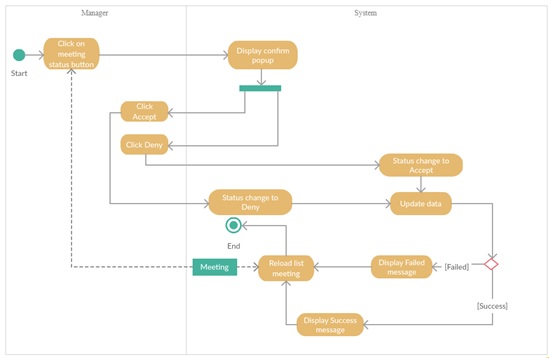 Manager
System
Click on
meeting
status button
Start
Display confirm
popup
Click
Accept
Click Deny
Status change to
Accept
Status change to
Deny
Update data
End
Meeting
Reload list
meeting
Display Failed
message
[Failed]
[Success]
Display Success
message